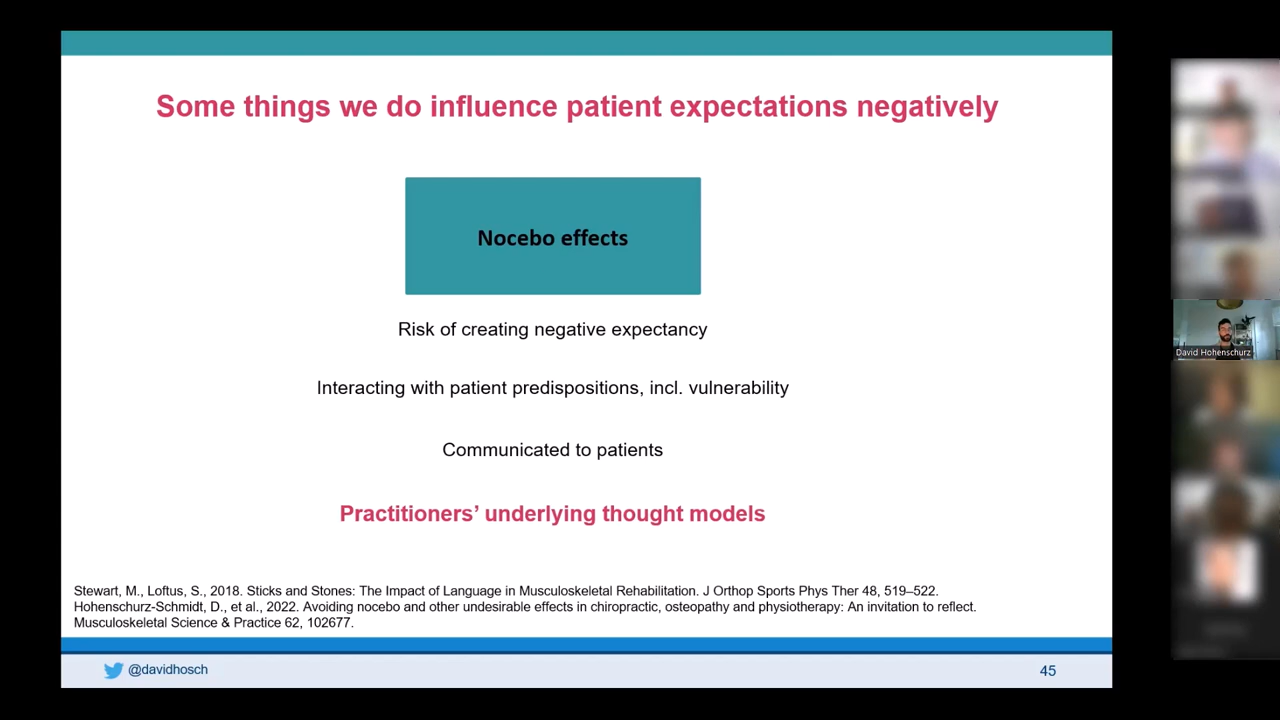 Some things we do influence patient expectations negatively
Nocebo effects
Risk of creating negative expectancy
Interacting with patient predispositions, incl. vulnerability
Communicated to patients
Practitioners’ underlying thought models
Stewart, M., Loftus, S., 2018. Sticks and Stones: The Impact of Language in Musculoskeletal Rehabilitation. J Orthop Sports Phys Ther 48, 519–522.
Hohenschurz-Schmidt, D., et al., 2022. Avoiding nocebo and other undesirable effects in chiropractic, osteopathy and physiotherapy: An invitation to reflect.
Musculoskeletal Science & Practice 62, 102677.
@davidhosch
45
David Hohenschurz